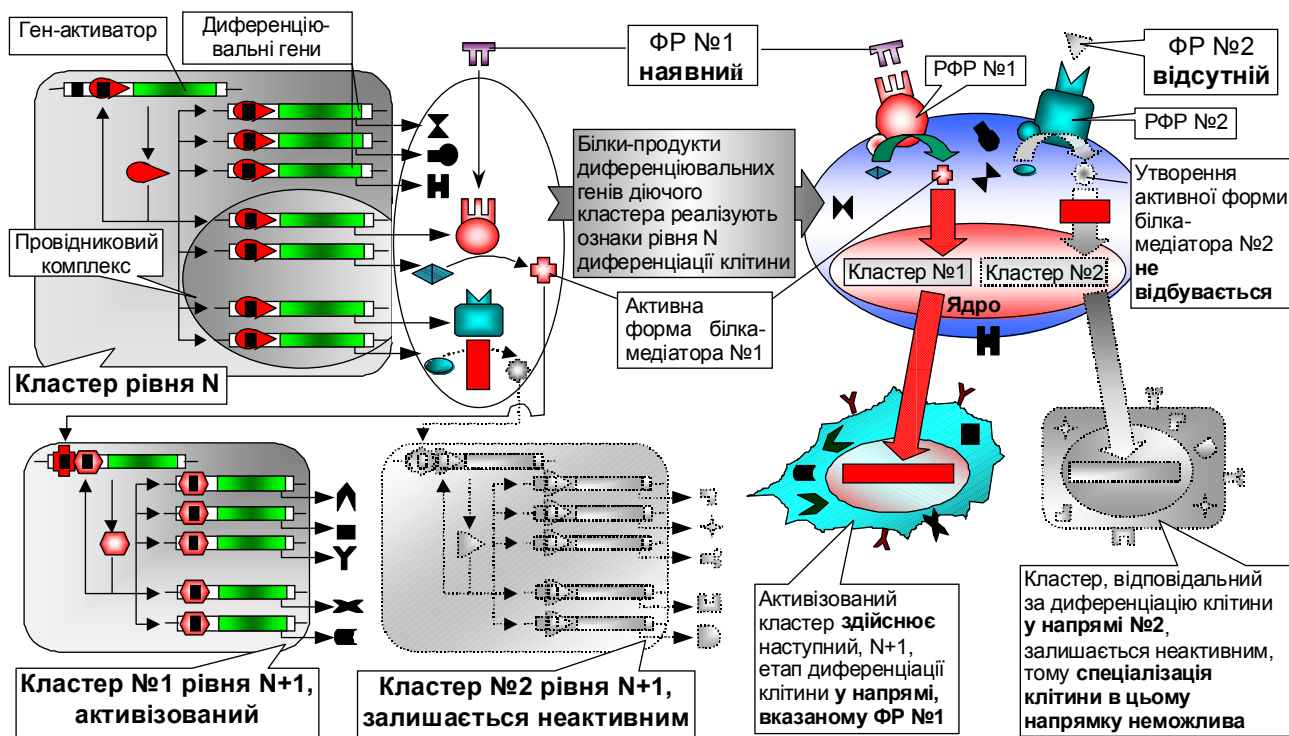 Ген-активатор
Диференцію-
вальні гени
ФР №1
наявний
ФР №2
відсутній
РФР №1
РФР №2
Білки-продукти
диференціювальних
генів діючого
кластера реалізують
ознаки рівня N
диференціації клітини
Утворення
активної форми
білка-
медіатора №2
не
відбувається
Провідниковий
комплекс
Кластер №1
Кластер №2
Ядро
Активна
форма білка-
медіатора №1
Кластер рівня N
Кластер №1 рівня N+1,
активізований
Кластер №2 рівня N+1,
залишається неактивним
Активізований
кластер здійснює
наступний, N+1,
етап диференціації
клітини у напрямі,
вказаному ФР №1
Кластер, відповідальний
за диференціацію клітини
у напрямі №2,
залишається неактивним,
тому спеціалізація
клітини в цьому
напрямку неможлива